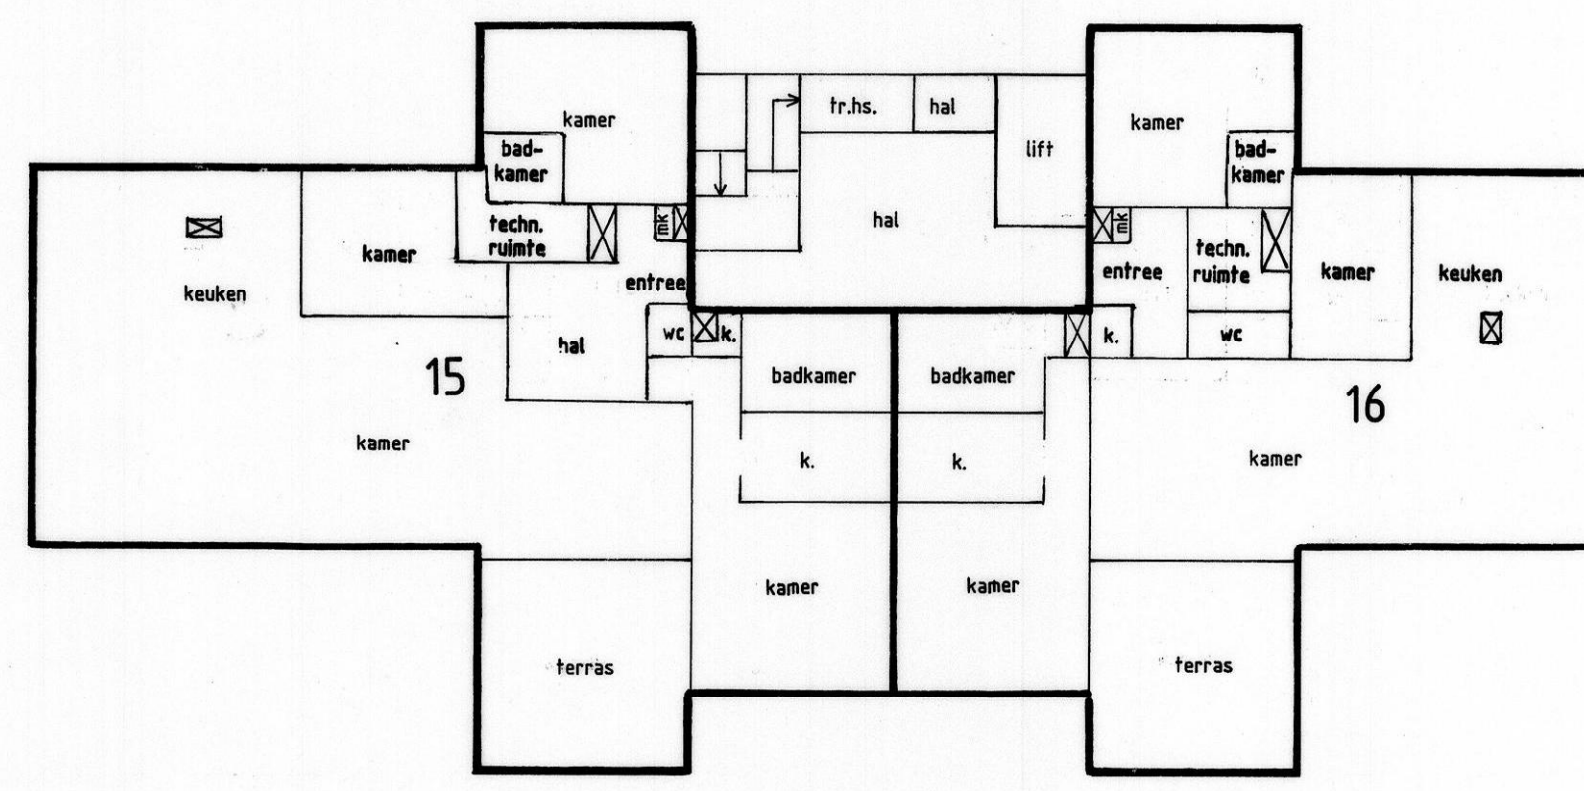 kamer
bad-
kamer
techn.
ruimte
mk
kamer
keuken
entree
wc
k.
hal
15
kamer
badkamer
k.
kamer
terras
tr.hs.
hal
lift
hal
kamer
bad-
kamer
mk
entree
techn.
ruimte
kamer
keuken
k.
wc
16
badkamer
k.
kamer
kamer
terras